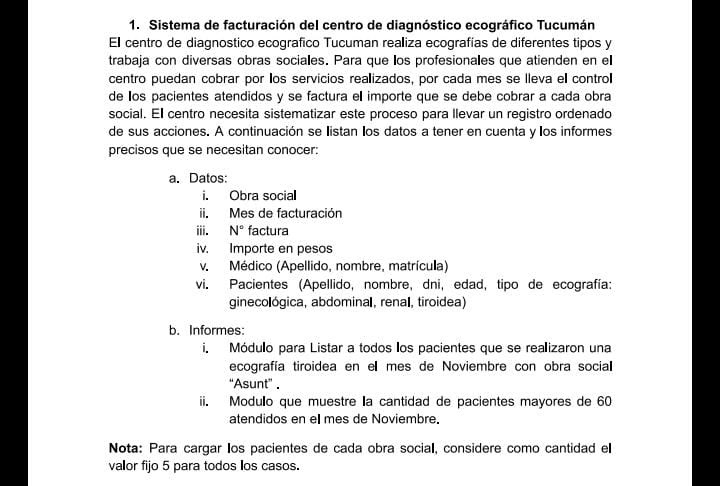 1. Sistema de facturación del centro de diagnóstico ecográfico Tucumán
El centro de diagnostico ecografico Tucuman realiza ecografías de diferentes tipos y
trabaja con diversas obras sociales. Para que los profesionales que atienden en el
centro puedan cobrar por los servicios realizados, por cada mes se lleva el control
de los pacientes atendidos y se factura el importe que se debe cobrar a cada obra
social. El centro necesita sistematizar este proceso para llevar un registro ordenado
de sus acciones. A continuación se listan los datos a tener en cuenta y los informes
precisos que se necesitan conocer:
a. Datos:
i. Obra social
ii. Mes de facturación
iii. N° factura
iv. Importe en pesos
v. Médico (Apellido, nombre, matrícula)
vi. Pacientes (Apellido, nombre, dni, edad, tipo de ecografía:
ginecológica, abdominal, renal, tiroidea)
b. Informes:
i. Módulo para Listar a todos los pacientes que se realizaron una
ecografía tiroidea en el mes de Noviembre con obra social
“Asunt” .
ii. Modulo que muestre la cantidad de pacientes mayores de 60
atendidos en el mes de Noviembre.
Nota: Para cargar los pacientes de cada obra social, considere como cantidad el
valor fijo 5 para todos los casos.